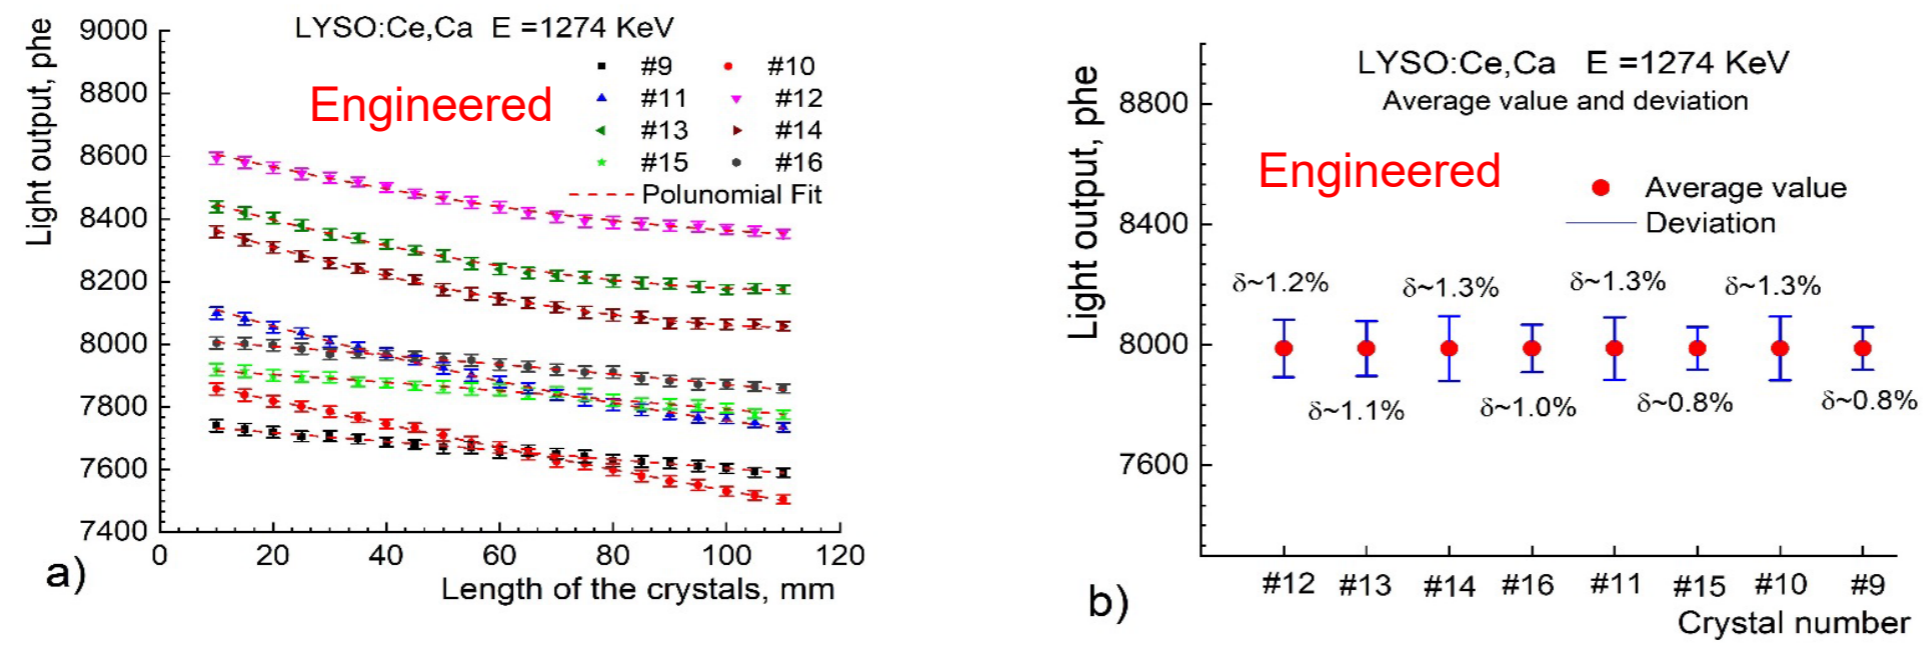 9000
8800
8600
8400
8200
8000
7800
7600
7400
Light output, phe
LYSO:Ce,Ca E =1274 KeV
Engineered
#9 #10
#11 #12
#13 #14
#15 #16
Polunomial Fit
0 20 40 60 80 100 120
Length of the crystals, mm
a)
8800
8400
8000
7600
Light output, phe
LYSO:Ce,Ca E =1274 KeV
Average value and deviation
Engineered
Average value
Deviation
δ~1.2% δ~1.3% δ~1.3% δ~1.3%
δ~1.1% δ~1.0% δ~0.8% δ~0.8%
#12 #13 #14 #16 #11 #15 #10 #9
Crystal number
b)